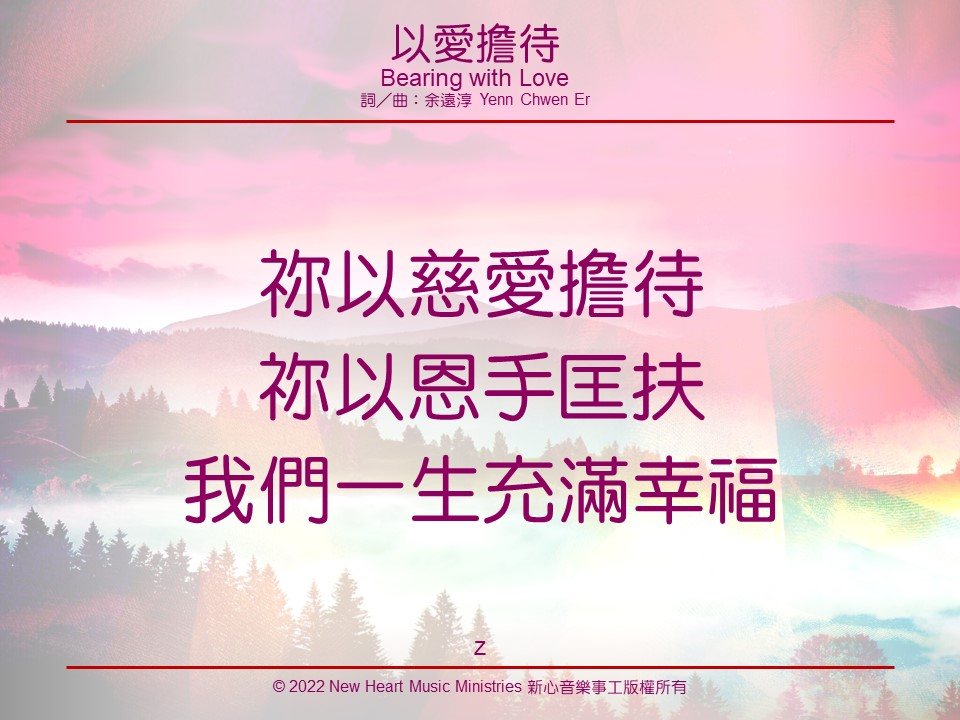 以愛擔待
Bearing with Love
詞／曲：余遠淳 Yenn Chwen Er
祢以慈愛擔待
祢以恩手匡扶
我們一生充滿幸福
z
© 2022 New Heart Music Ministries 新心音樂事工版權所有